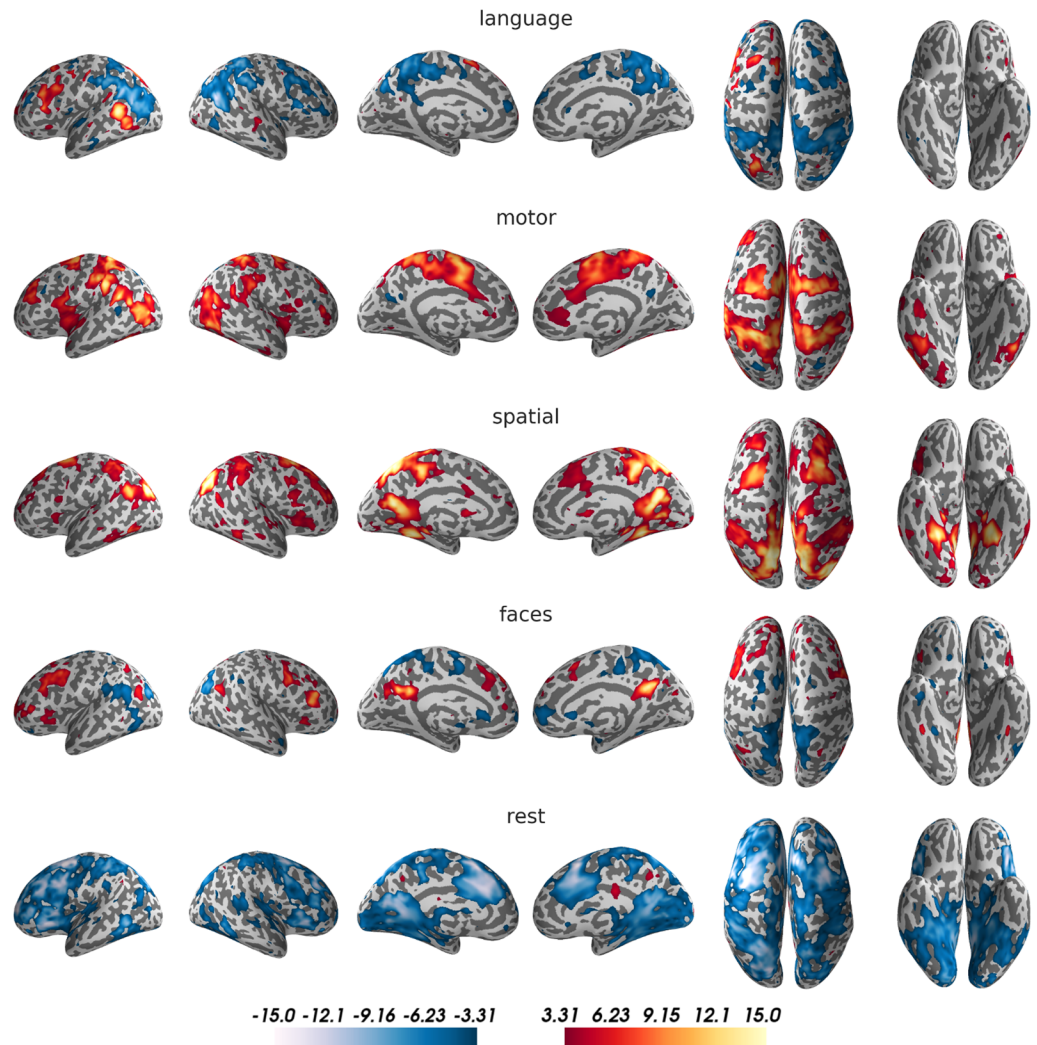 language
motor
spatial
faces
rest
-15.0 -12.1 -9.16 -6.23 -3.31 3.31 6.23 9.15 12.1 15.0